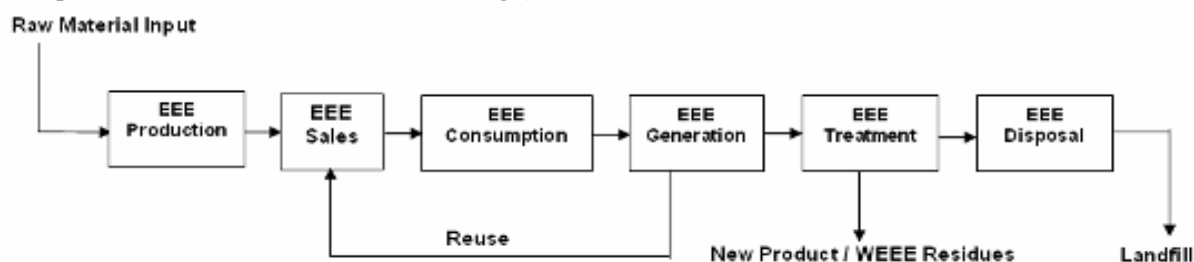 Raw Material Input
EEE
Production
EEE
Sales
EEE
Consumption
EEE
Generation
EEE
Treatment
EEE
Disposal
Reuse
New Product / WEEE Residues
Landfill